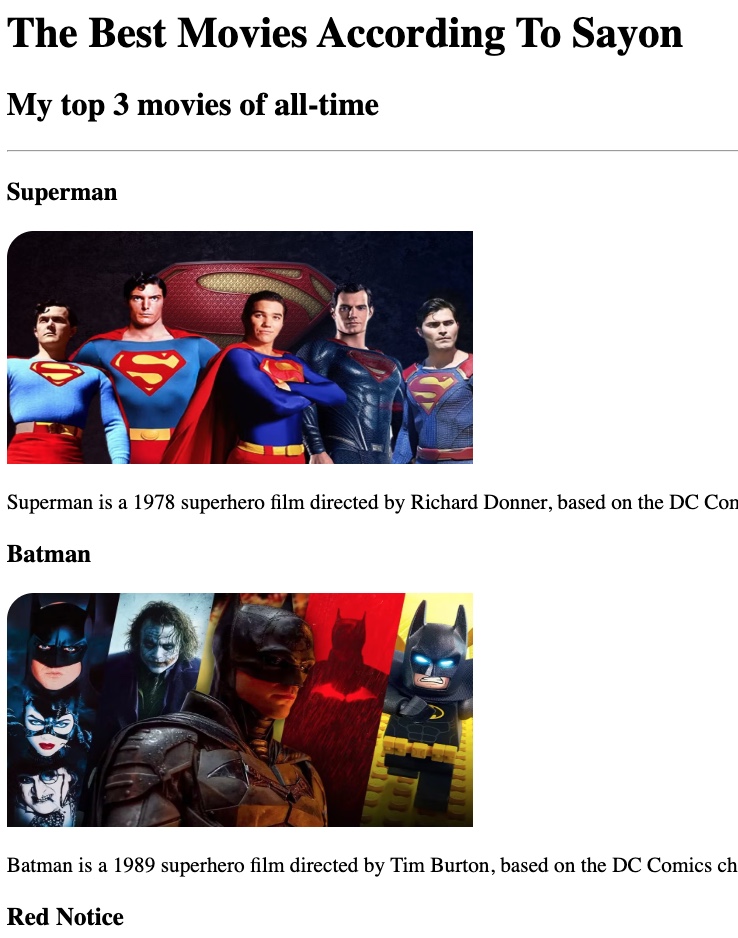 The Best Movies According To Sayon
My top 3 movies of all-time
Superman
Superman is a 1978 superhero film directed by Richard Donner, based on the DC Con
Batman
Batman is a 1989 superhero film directed by Tim Burton, based on the DC Comics ch
Red Notice